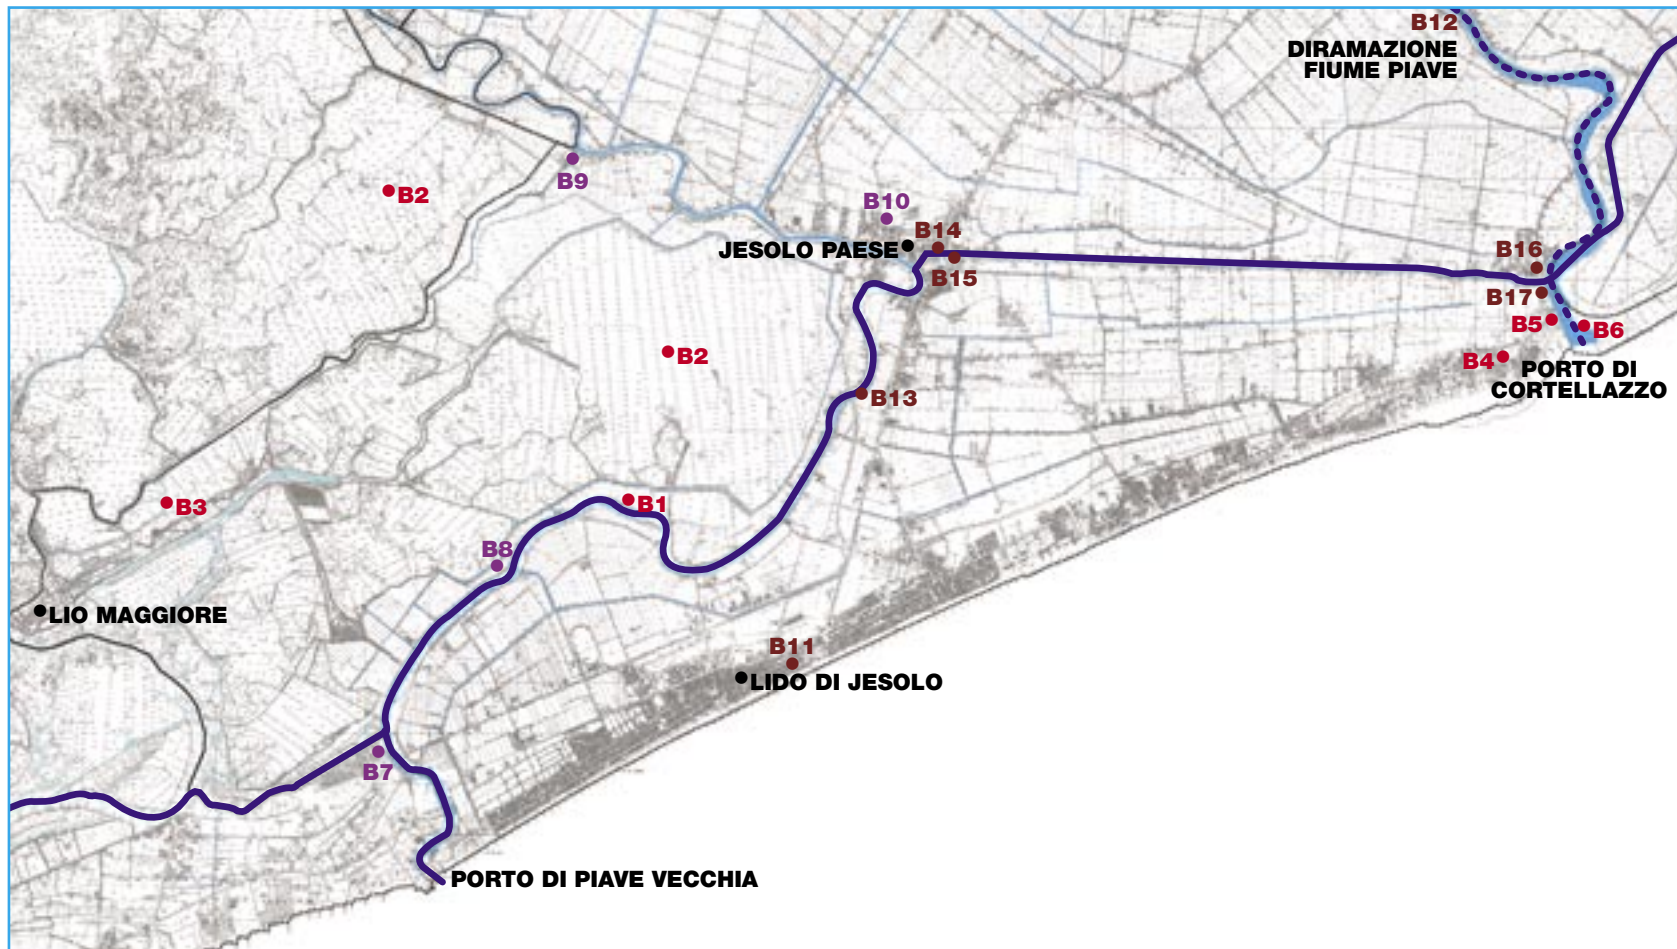 B12
DIRAMAZIONE
FIUME PIAVE
B9
B2
B10
B14
JESOLO PAESE
B15
B16
B17
B5
B6
B2
B4
PORTO DI
CORTELLAZZO
B13
B3
B1
B8
LIO MAGGIORE
B11
LIDO DI JESOLO
B7
PORTO DI PIAVE VECCHIA